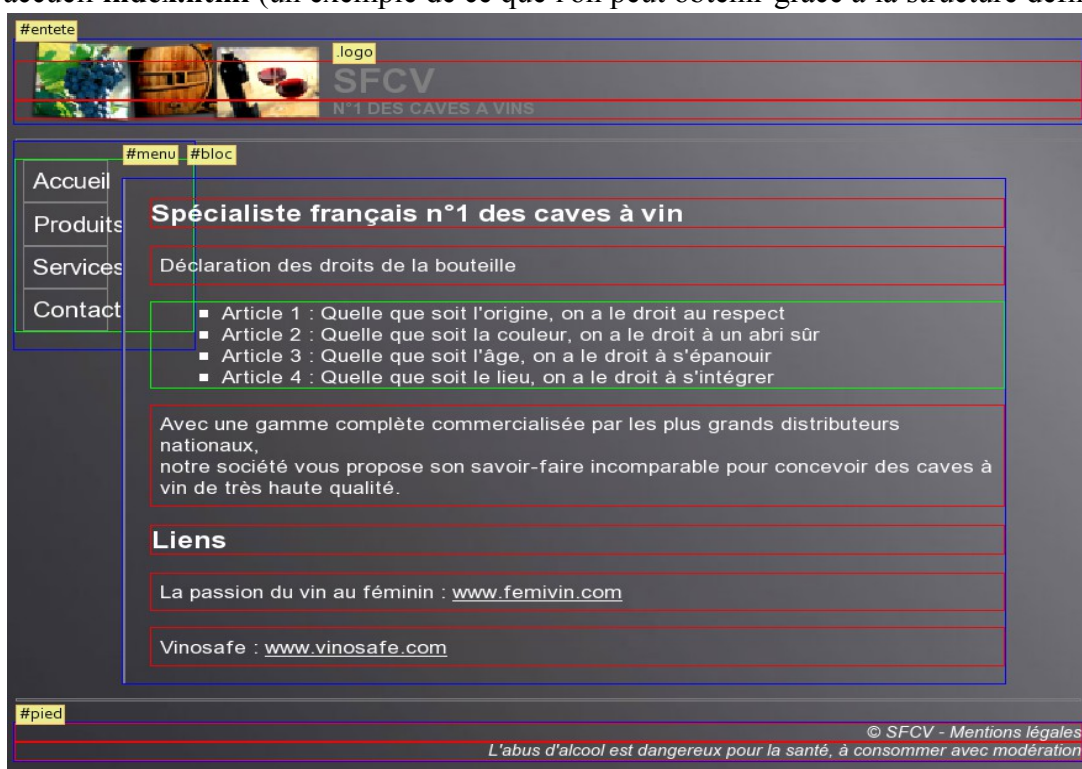 accueil index.html (un exemple de ce que l'on peut obtenir grâce à la structure défin
#entete
.logo
SFCV
N°1 DES CAVES A VINS
#menu #bloc
Accueil
Produits
Services
Contact
Spécialiste français n°1 des caves à vin
Déclaration des droits de la bouteille
Article 1 : Quelle que soit l'origine, on a le droit au respect
Article 2 : Quelle que soit la couleur, on a le droit à un abri sûr
Article 3 : Quelle que soit l'âge, on a le droit à s'épanouir
Article 4 : Quelle que soit le lieu, on a le droit à s'intégrer
Avec une gamme complète commercialisée par les plus grands distributeurs
nationaux,
notre société vous propose son savoir-faire incomparable pour concevoir des caves à
vin de très haute qualité.
Liens
La passion du vin au féminin : www.femivin.com
Vinosafe : www.vinosafe.com
#pied
© SFCV - Mentions légales
L'abus d'alcool est dangereux pour la santé, à consommer avec modération